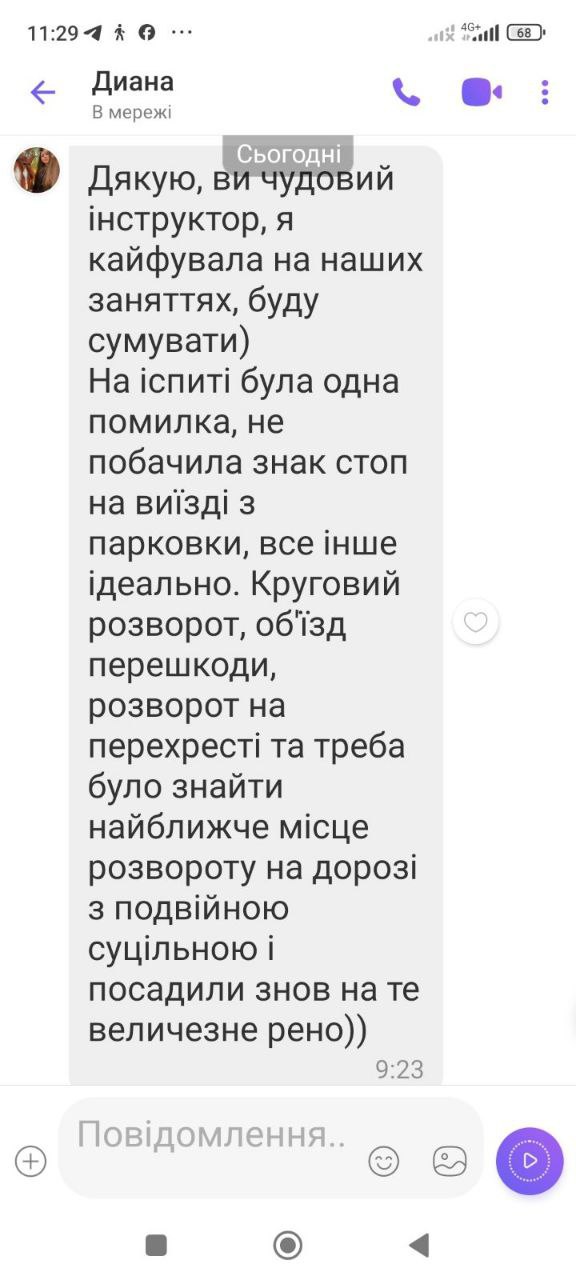 11:29
4G+
68
Диана
В мережі
Сьогодні
Дякую, ви чудовий
інструктор, я
кайфувала на наших
заняттях, буду
сумувати)
На іспиті була одна
помилка, не
побачила знак стоп
на виїзді з
парковки, все інше
ідеально. Круговий
розворот, об'їзд
перешкоди,
розворот на
перехресті та треба
було знайти
найближче місце
розвороту на дорозі
з подвійною
суцільною і
посадили знов на те
величезне рено))
9:23
Повідомлення..